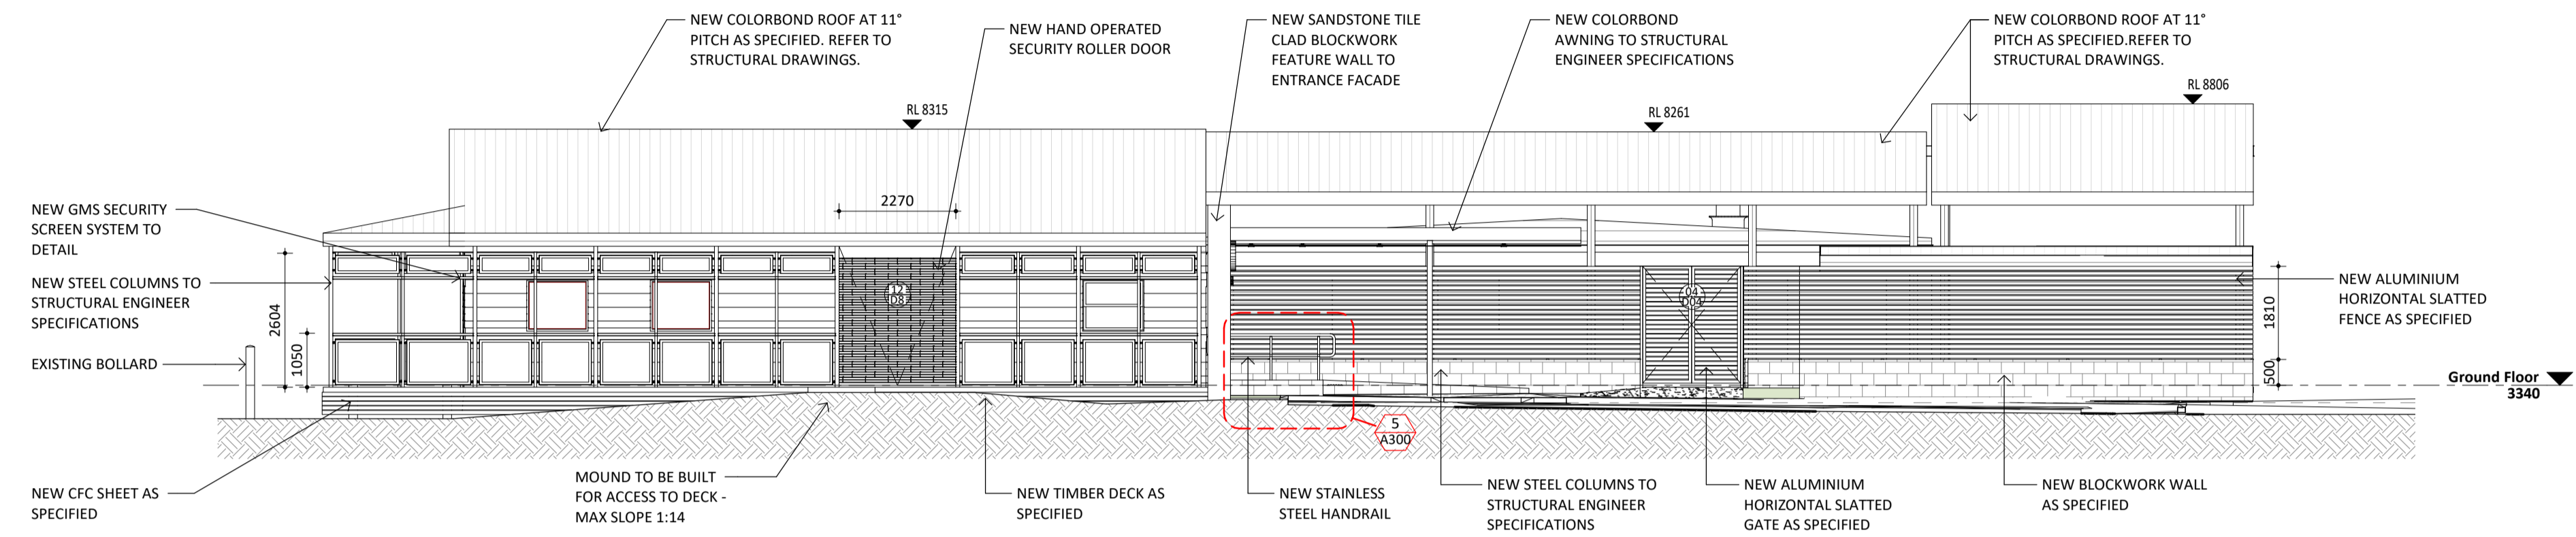 NEW COLORBOND ROOF AT 11°
PITCH AS SPECIFIED. REFER TO
STRUCTURAL DRAWINGS.
NEW HAND OPERATED
SECURITY ROLLER DOOR
NEW SANDSTONE TILE
CLAD BLOCKWORK
FEATURE WALL TO
ENTRANCE FACADE
NEW COLORBOND
AWNING TO STRUCTURAL
ENGINEER SPECIFICATIONS
NEW COLORBOND ROOF AT 11°
PITCH AS SPECIFIED.REFER TO
STRUCTURAL DRAWINGS.
RL 8315
RL 8261
RL 8806
NEW GMS SECURITY
SCREEN SYSTEM TO
DETAIL
NEW STEEL COLUMNS TO
STRUCTURAL ENGINEER
SPECIFICATIONS
EXISTING BOLLARD
2604
1050
2270
12
D8
04
D04
NEW ALUMINIUM
HORIZONTAL SLATTED
FENCE AS SPECIFIED
1810
500
Ground Floor
3340
5
A300
NEW CFC SHEET AS
SPECIFIED
MOUND TO BE BUILT
FOR ACCESS TO DECK -
MAX SLOPE 1:14
NEW TIMBER DECK AS
SPECIFIED
NEW STAINLESS
STEEL HANDRAIL
NEW STEEL COLUMNS TO
STRUCTURAL ENGINEER
SPECIFICATIONS
NEW ALUMINIUM
HORIZONTAL SLATTED
GATE AS SPECIFIED
NEW BLOCKWORK WALL
AS SPECIFIED